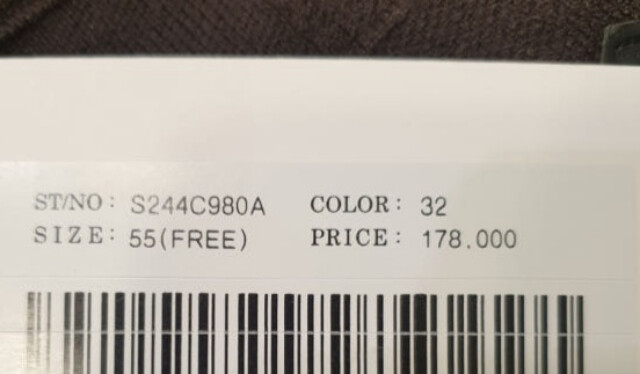 ST/NO: S244C980A COLOR: 32
SIZE: 55(FREE) PRICE: 178.000